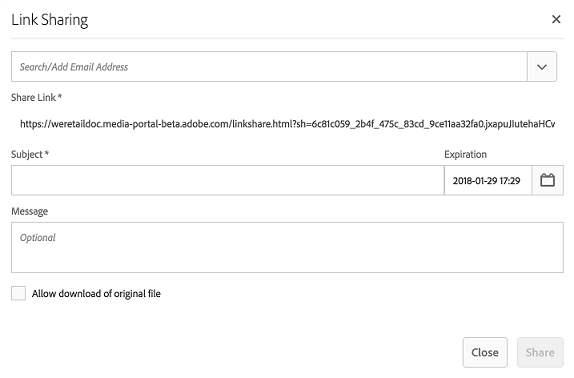 Link Sharing
Search/Add Email Address
Share Link *
https://weretaildoc.media-portal-beta.adobe.com/linkshare.html?sh=6c81c059_2b4f_475c_83cd_9ce11aa32fa0.jxapuJIutehaHCv
Subject * Expiration
2018-01-29 17:29
Message
Optional
Allow download of original file
Close Share